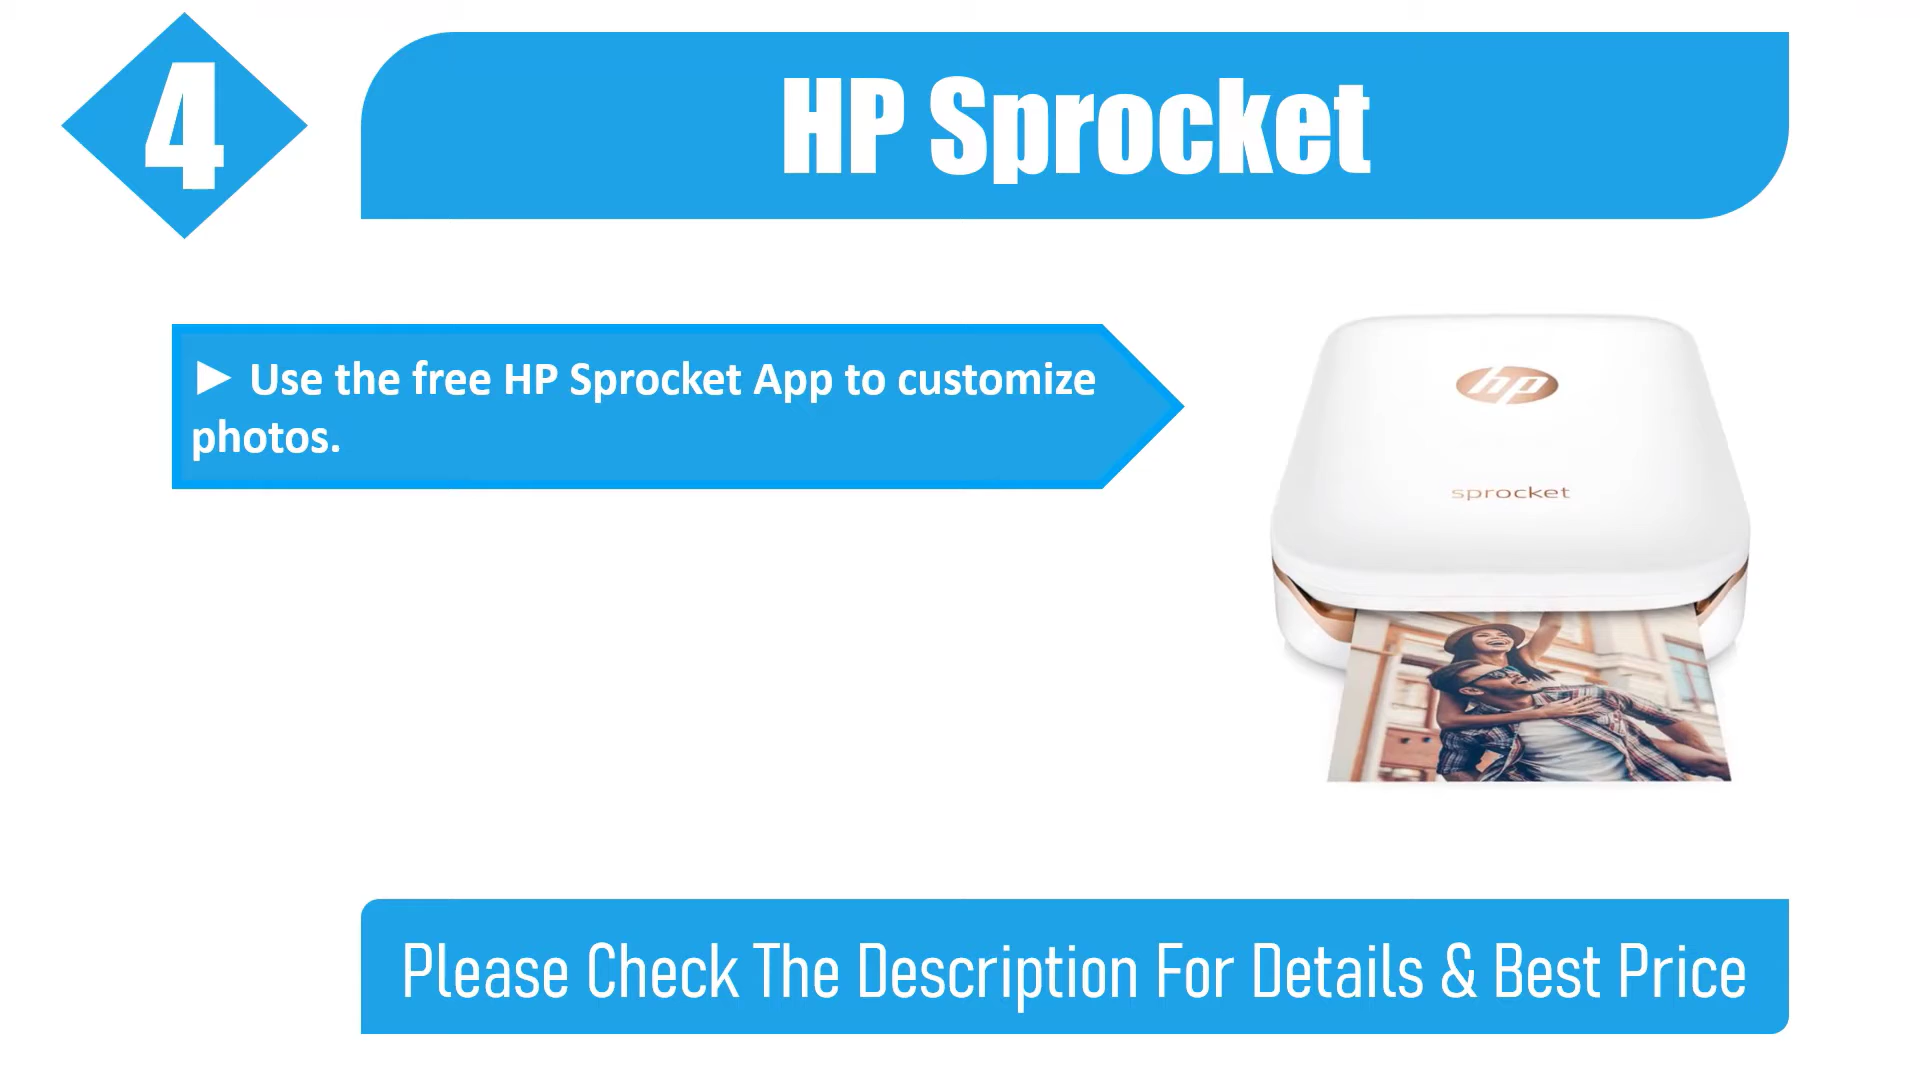 4
HP Sprocket
► Use the free HP Sprocket App to customize
photos.
hp
sprocket
Please Check The Description For Details & Best Price